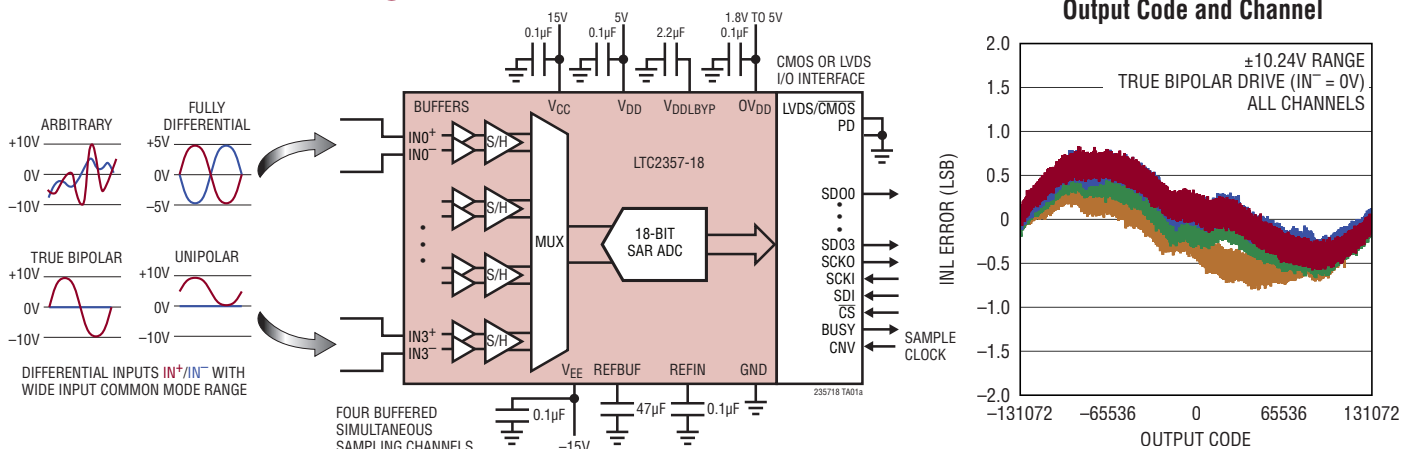 ARBITRARY
+10V
0V
–10V
FULLY
DIFFERENTIAL
+5V
0V
–5V
TRUE BIPOLAR
+10V
0V
–10V
UNIPOLAR
+10V
0V
–10V
DIFFERENTIAL INPUTS IN+/IN– WITH
WIDE INPUT COMMON MODE RANGE
15V
0.1µF
5V
0.1µF
2.2µF
1.8V TO 5V
0.1µF
CMOS OR LVDS
I/O INTERFACE
BUFFERS
VCC
VDD
VDDLBYP
OVDD
IN0+
IN0–
S/H
S/H
S/H
IN3+
IN3–
S/H
MUX
LTC2357-18
18-BIT
SAR ADC
LVDS/CMOS
PD
SDO0
SDO3
SCKO
SCKI
SDI
CS
BUSY
CNV
SAMPLE
CLOCK
VEE
REFBUF
REFIN
GND
0.1µF
47µF
0.1µF
–15V
235718 TA01a
FOUR BUFFERED
SIMULTANEOUS
SAMPLING CHANNELS
Output Code and Channel
±10.24V RANGE
TRUE BIPOLAR DRIVE (IN– = 0V)
ALL CHANNELS
INL ERROR (LSB)
2.0
1.5
1.0
0.5
0
–0.5
–1.0
–1.5
–2.0
–131072
–65536
0
65536
131072
OUTPUT CODE